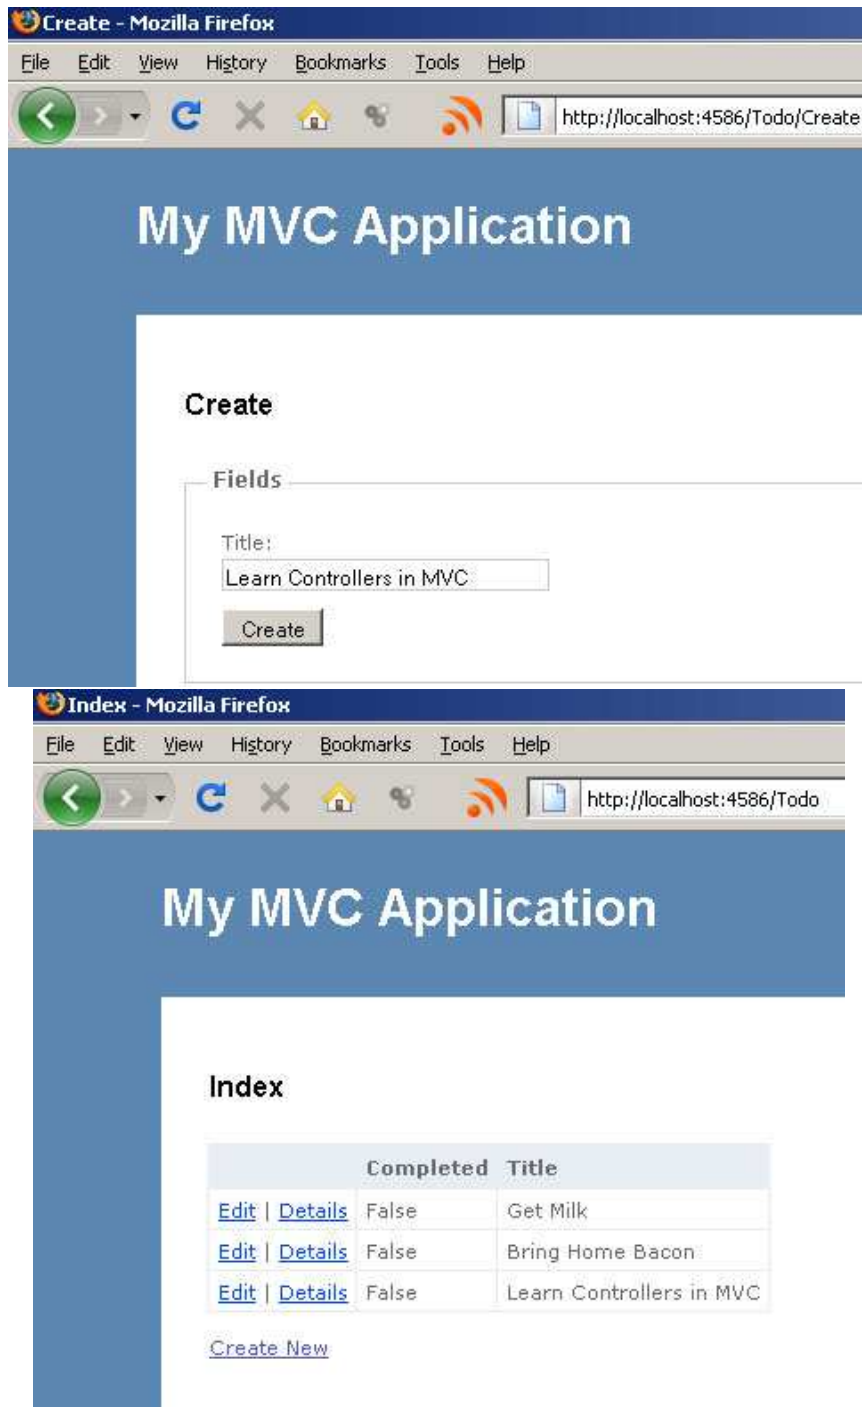 Create - Mozilla Firefox
File Edit View History Bookmarks Tools Help
http://localhost:4586/Todo/Create
My MVC Application
Create
Fields
Title:
Learn Controllers in MVC
Create
Index - Mozilla Firefox
File Edit View History Bookmarks Tools Help
http://localhost:4586/Todo
My MVC Application
Index
Completed Title
Edit | Details False Get Milk
Edit | Details False Bring Home Bacon
Edit | Details False Learn Controllers in MVC
Create New